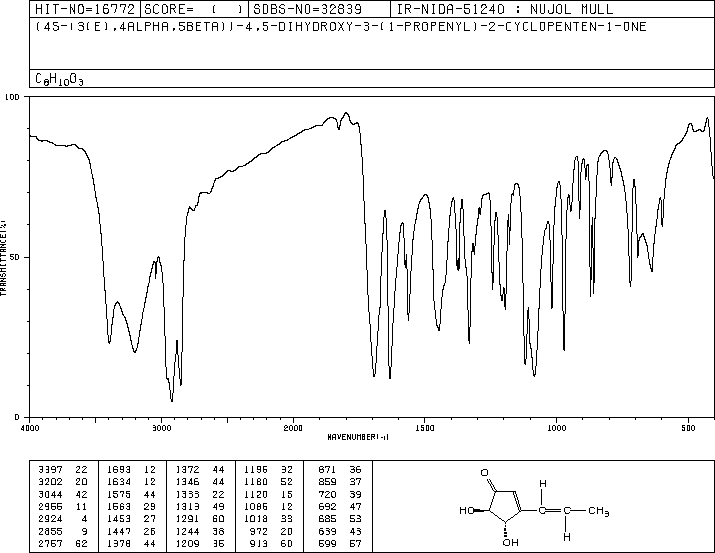 HIT-NO=16772 SCORE= ( ) SDBS-NO=32839 IR-NIDA-51240 : NUJOL MULL
(4S-(3(E),4ALPHA,5BETA))-4,5-DIHYDROXY-3-(1-PROPENYL)-2-CYCLOPENTEN-1-ONE
C8H10O3
100
50
0
TRANSMITTANCE(%)
4000 3000 2000 1500 1000 500
WAVENUMBER(-1)
3397 22 1693 12 1372 44 1196 32 871 36
3202 20 1634 12 1346 44 1180 52 859 37
3044 42 1575 44 1333 22 1120 15 720 39
2955 11 1563 29 1313 49 1086 12 692 47
2924 4 1453 27 1291 60 1018 33 685 53
2855 9 1447 26 1244 38 972 20 639 43
2767 62 1378 44 1209 35 913 60 599 57
O
H
HO
CH3
OH
H